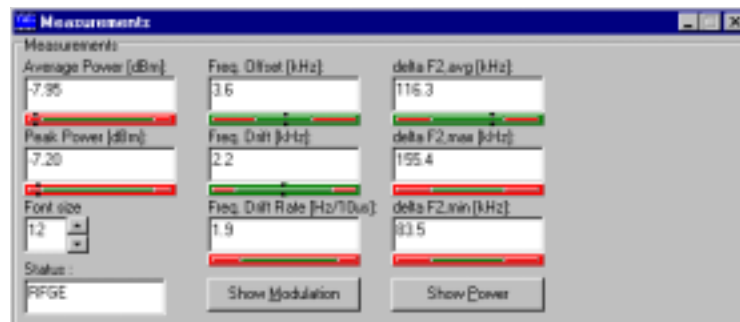 Measurements
Measurements
Average Power [dBm]:
-7.95
Peak Power [dBm]:
-7.20
Font size
12
Status :
RFGE
Freq. Offset [kHz]:
3.6
Freq. Drift [kHz]:
2.2
Freq. Drift Rate [Hz/10us]:
1.9
Show Modulation
delta F2,avg [kHz]:
116.3
delta F2,max [kHz]:
155.4
delta F2,min [kHz]:
83.5
Show Power